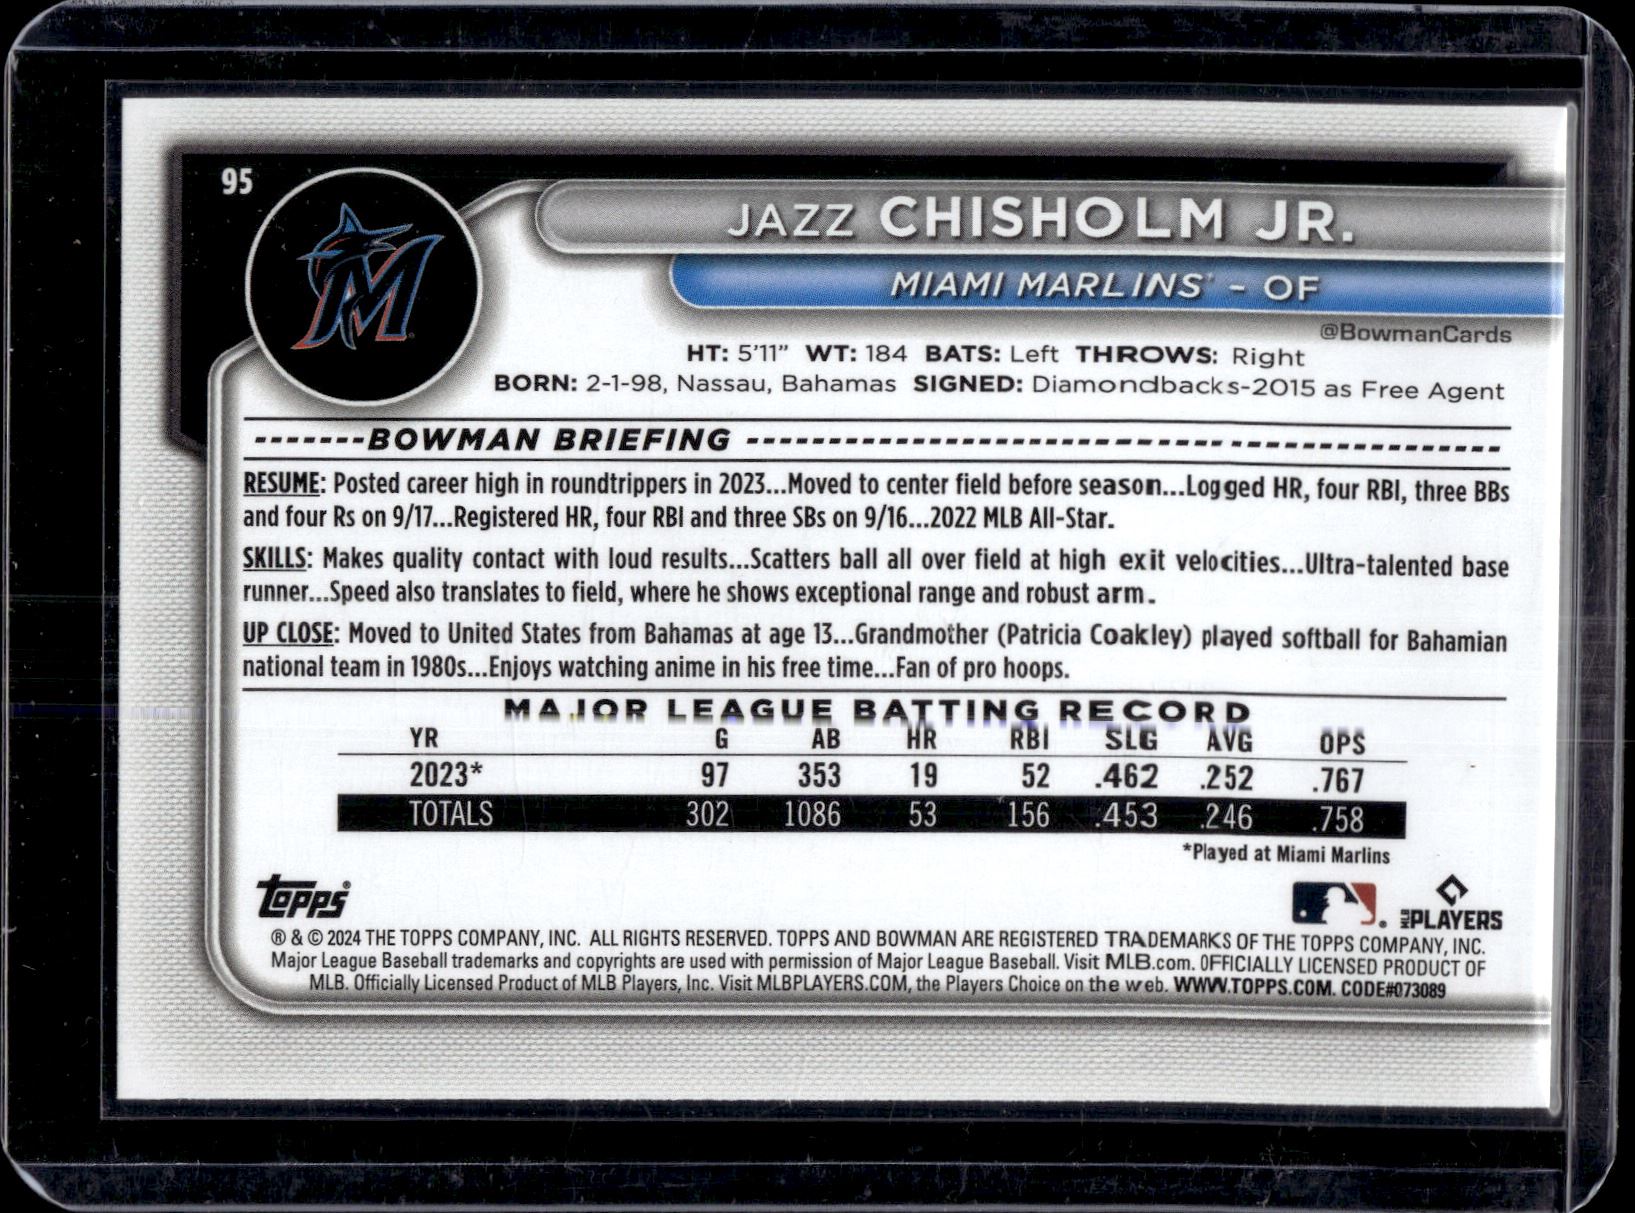 95
JAZZ CHISHOLM JR.
MIAMI MARLINS - OF
@BowmanCards
HT: 5'11" WT: 184 BATS: Left THROWS: Right
BORN: 2-1-98, Nassau, Bahamas SIGNED: Diamondbacks-2015 as Free Agent
-------BOWMAN BRIEFING ------------------------------------------------
RESUME: Posted career high in roundtrippers in 2023...Moved to center field before season...Logged HR, four RBI, three BBs
and four Rs on 9/17...Registered HR, four RBI and three SBs on 9/16...2022 MLB All-Star.
SKILLS: Makes quality contact with loud results...Scatters ball all over field at high exit velocities...Ultra-talented base
runner...Speed also translates to field, where he shows exceptional range and robust arm.
UP CLOSE: Moved to United States from Bahamas at age 13...Grandmother (Patricia Coakley) played softball for Bahamian
national team in 1980s...Enjoys watching anime in his free time...Fan of pro hoops.
MAJOR LEAGUE BATTING RECORD
YR G AB HR RBI SLG AVG OPS
2023* 97 353 19 52 .462 .252 .767
TOTALS 302 1086 53 156 .453 .246 .758
*Played at Miami Marlins
topps®
MLB PLAYERS
® & © 2024 THE TOPPS COMPANY, INC. ALL RIGHTS RESERVED. TOPPS AND BOWMAN ARE REGISTERED TRADEMARKS OF THE TOPPS COMPANY, INC.
Major League Baseball trademarks and copyrights are used with permission of Major League Baseball. Visit MLB.com. OFFICIALLY LICENSED PRODUCT OF
MLB. Officially Licensed Product of MLB Players, Inc. Visit MLBPLAYERS.COM, the Players Choice on the web. WWW.TOPPS.COM. CODE#073089